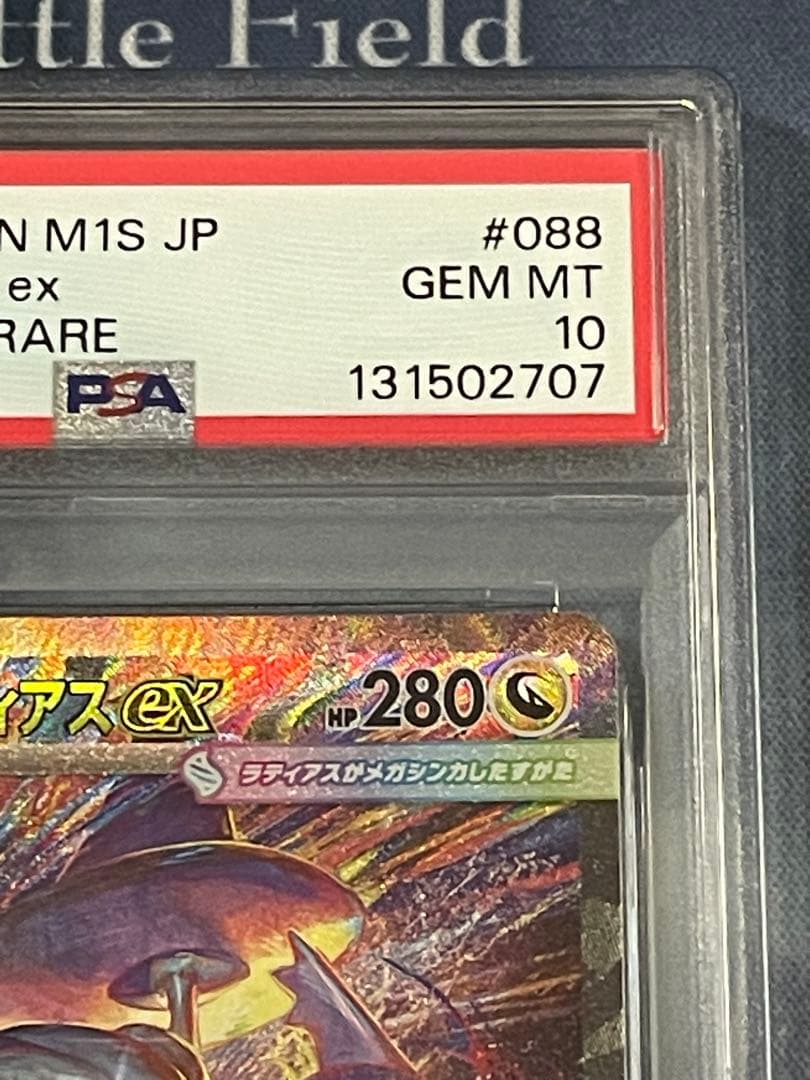 ttle Field
N M1S JP #088
ex GEM MT
RARE 10
PSA 131502707
ィアスex HP280
ラティアスがメガシンカしたすがた